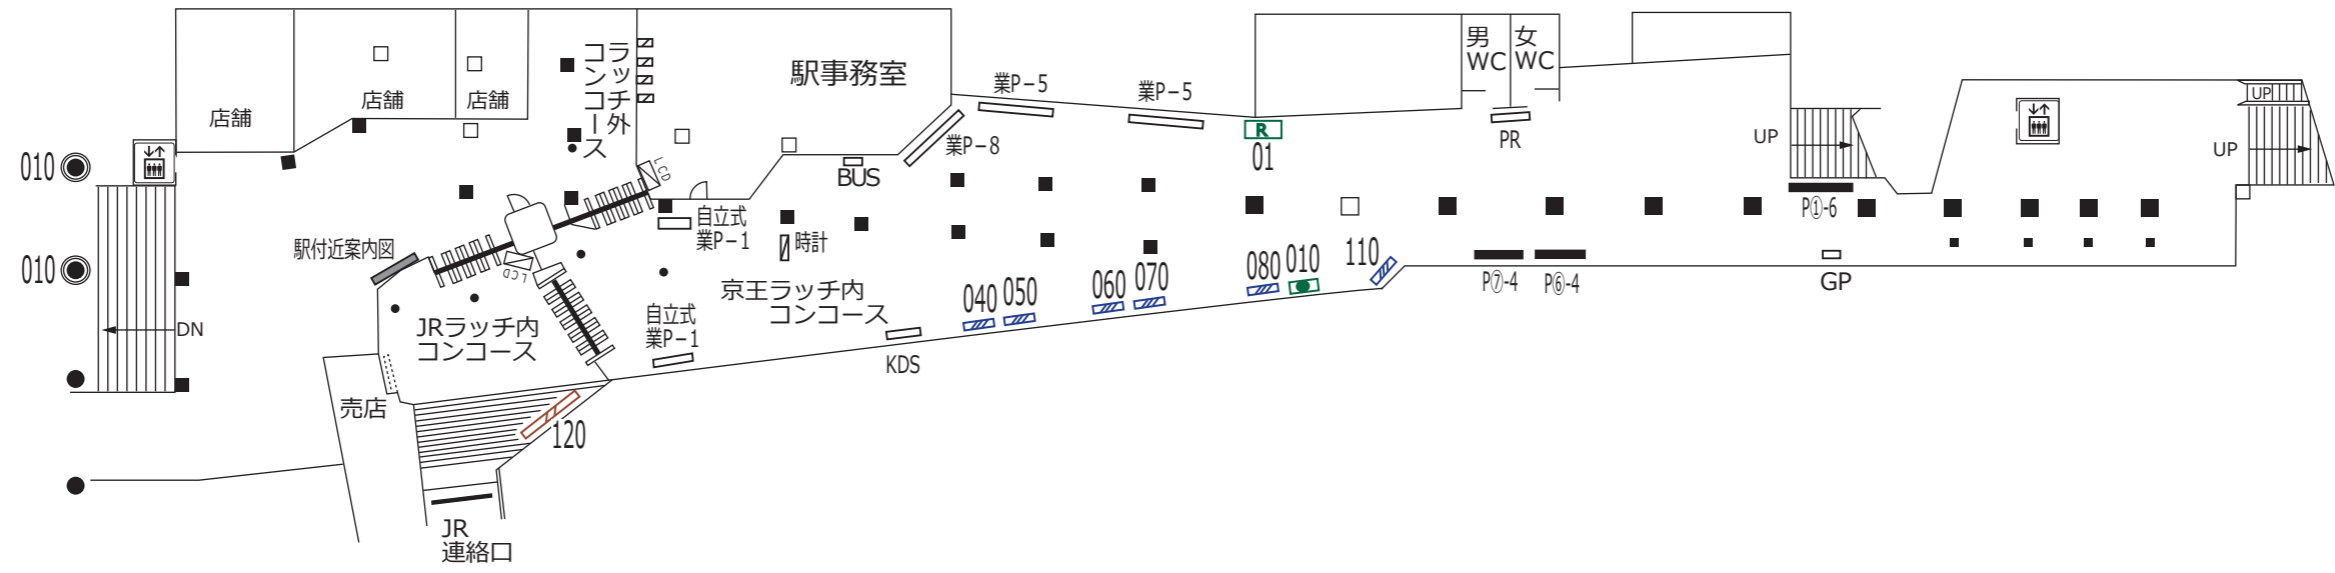 店舗
店舗
店舗
ラッチ外
コンコース
駅事務室
業P-5
業P-5
男
WC
女
WC
PR
UP
UP
UP
010
010
DN
LCD
業P-8
BUS
R
01
P①-6
自立式
業P-1
時計
駅付近案内図
LCD
京王ラッチ内
コンコース
040
050
060
070
080
010
110
P⑦-4
P⑥-4
GP
JRラッチ内
コンコース
自立式
業P-1
KDS
売店
120
JR
連絡口